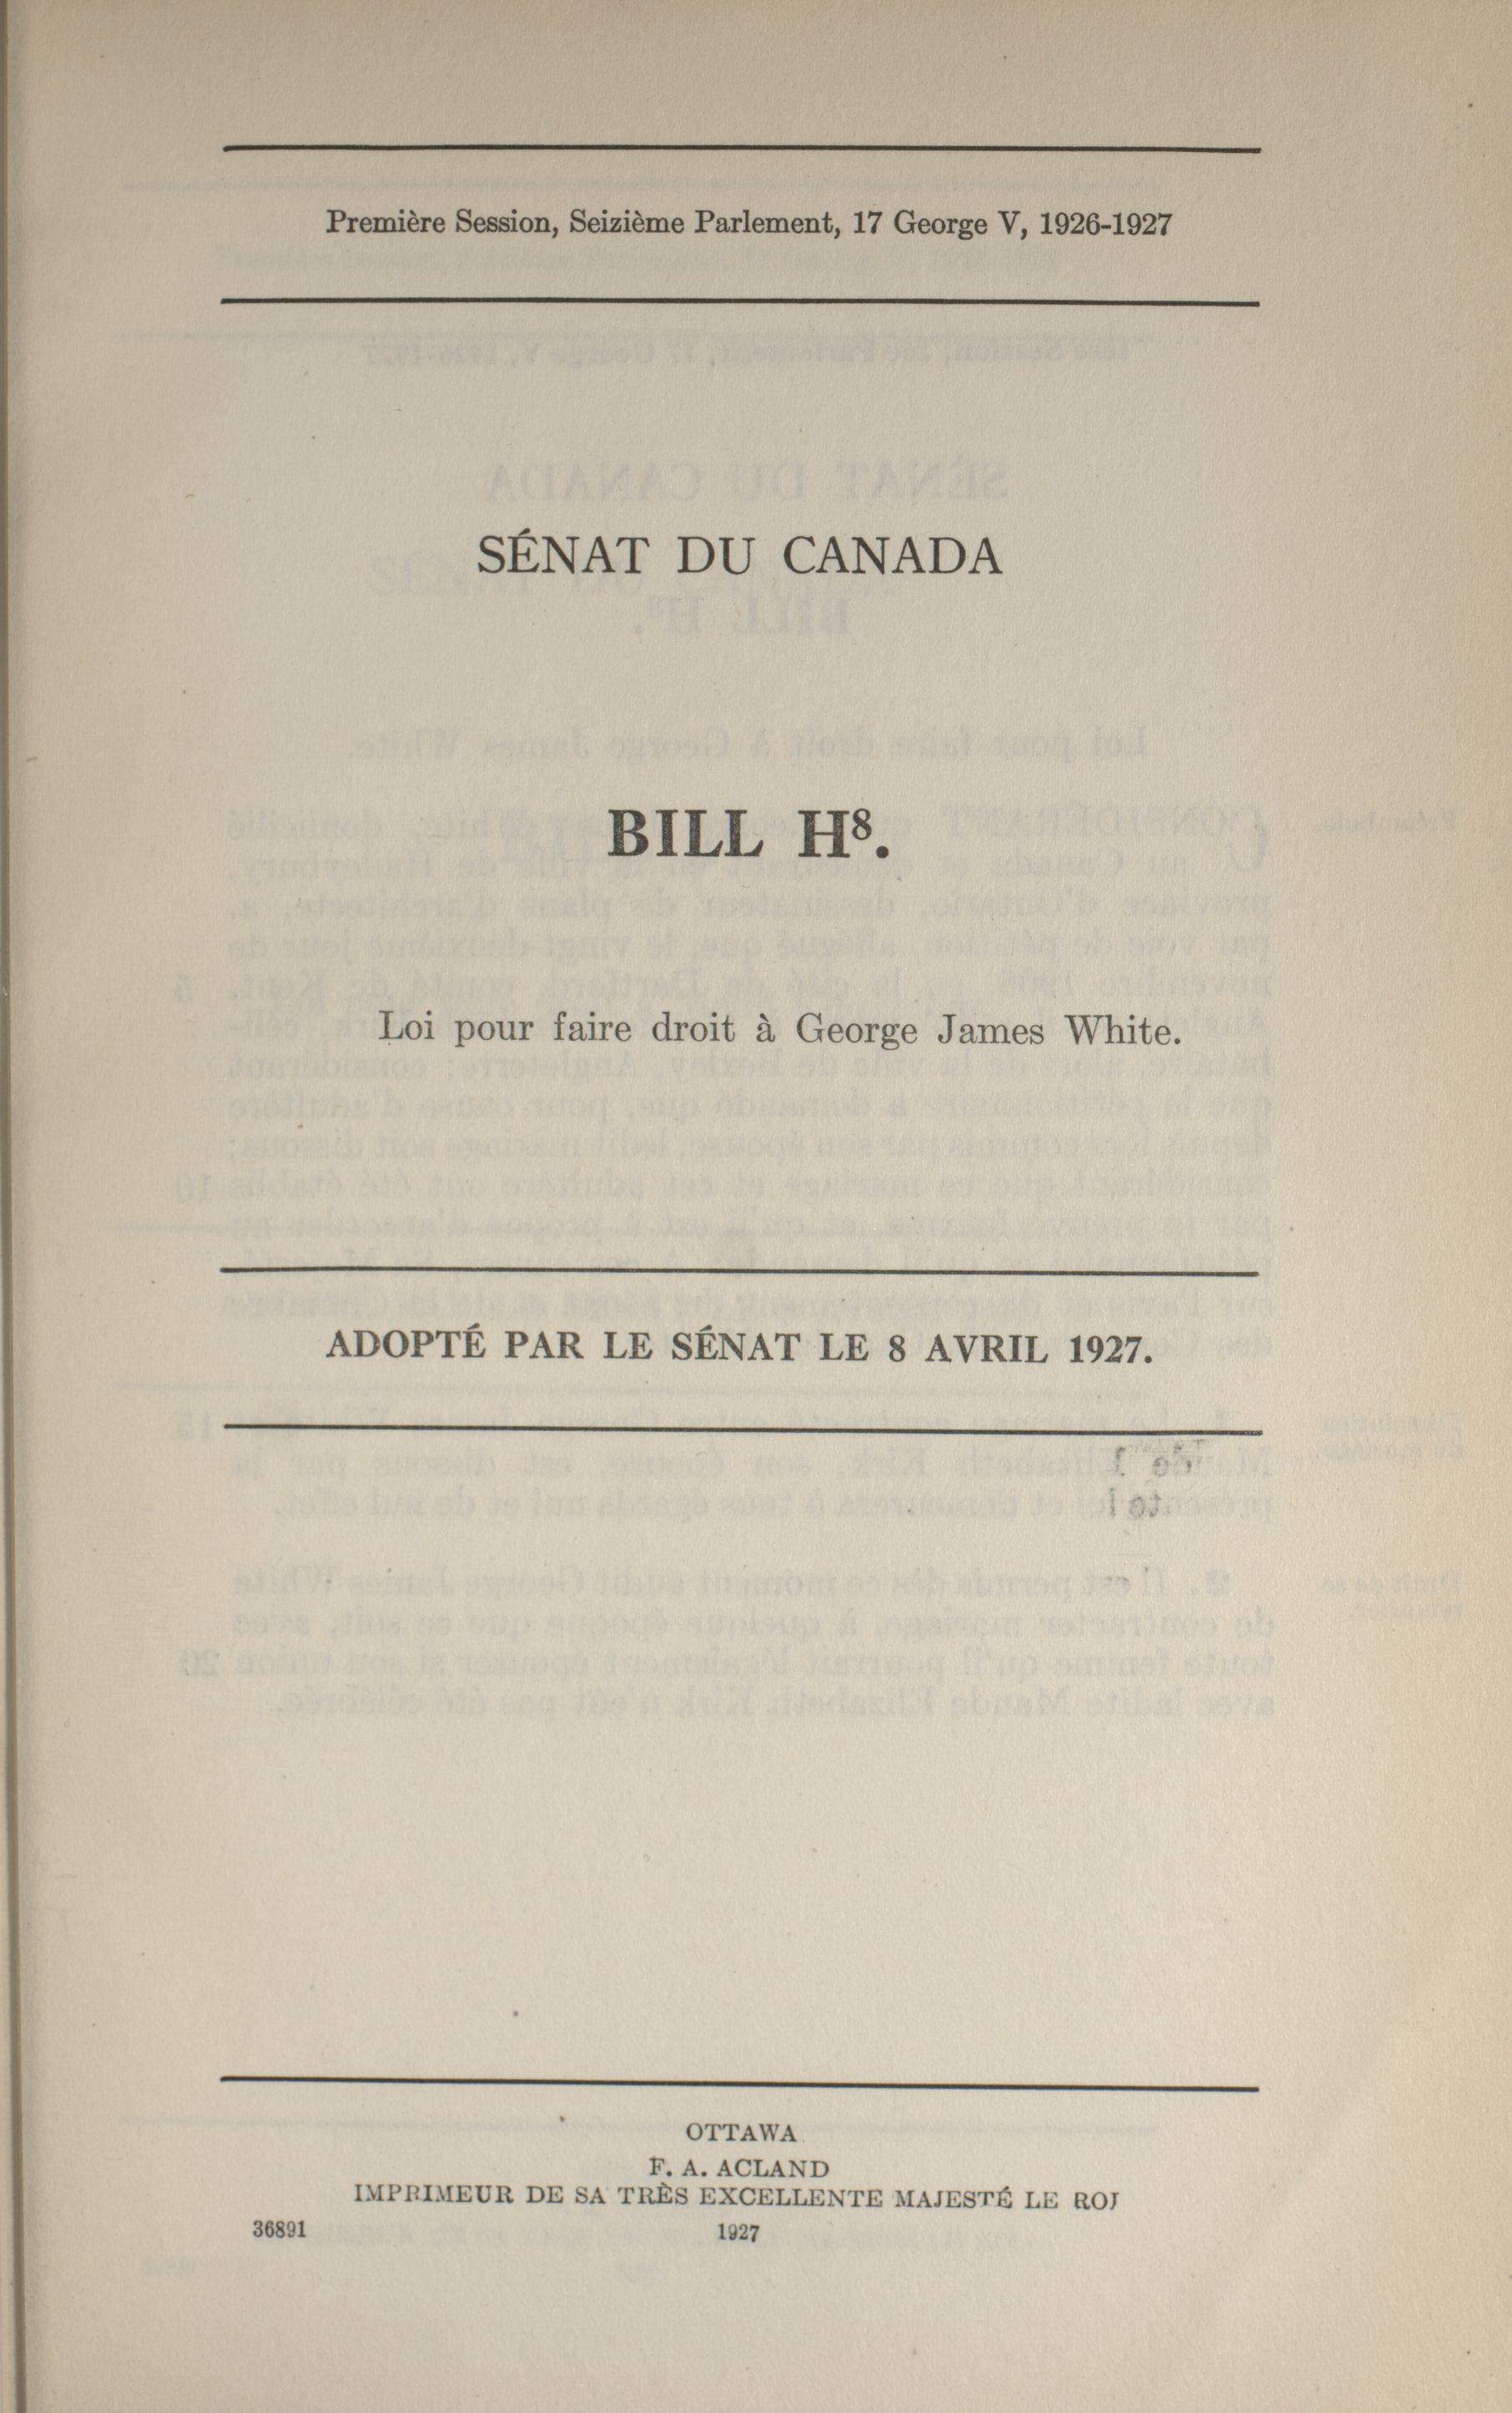 Première Session, Seizième Parlement, 17 George V, 1926-1927
SÉNAT DU CANADA
BILL H⁸.
Loi pour faire droit à George James White.
ADOPTÉ PAR LE SÉNAT LE 8 AVRIL 1927.
OTTAWA
F. A. ACLAND
IMPRIMEUR DE SA TRÈS EXCELLENTE MAJESTÉ LE ROI
36891 1927